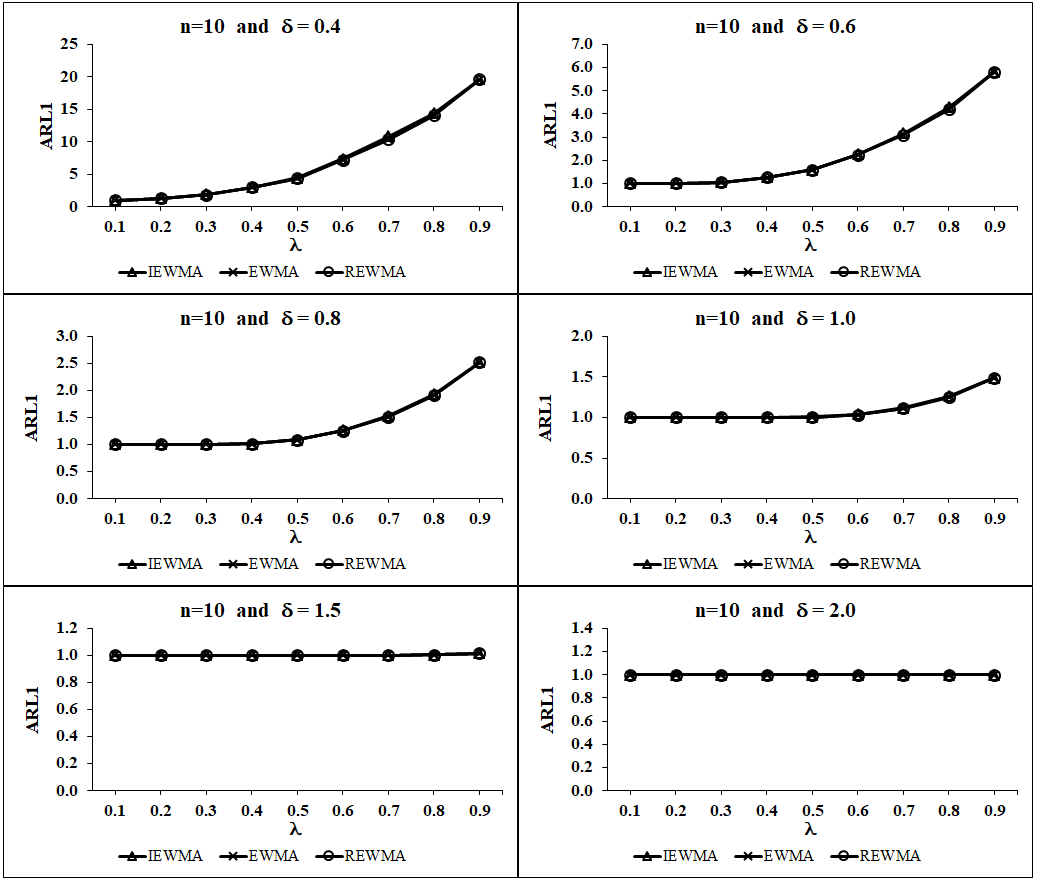 n=10 and δ = 0.4
25
20
15
10
5
0
ARL1
0.1 0.2 0.3 0.4 0.5 0.6 0.7 0.8 0.9
λ
IEWMA EWMA REWMA
n=10 and δ = 0.6
7.0
6.0
5.0
4.0
3.0
2.0
1.0
0.0
ARL1
0.1 0.2 0.3 0.4 0.5 0.6 0.7 0.8 0.9
λ
IEWMA EWMA REWMA
n=10 and δ = 0.8
3.0
2.5
2.0
1.5
1.0
0.5
0.0
ARL1
0.1 0.2 0.3 0.4 0.5 0.6 0.7 0.8 0.9
λ
IEWMA EWMA REWMA
n=10 and δ = 1.0
2.0
1.5
1.0
0.5
0.0
ARL1
0.1 0.2 0.3 0.4 0.5 0.6 0.7 0.8 0.9
λ
IEWMA EWMA REWMA
n=10 and δ = 1.5
1.2
1.0
0.8
0.6
0.4
0.2
0.0
ARL1
0.1 0.2 0.3 0.4 0.5 0.6 0.7 0.8 0.9
λ
IEWMA EWMA REWMA
n=10 and δ = 2.0
1.4
1.2
1.0
0.8
0.6
0.4
0.2
0.0
ARL1
0.1 0.2 0.3 0.4 0.5 0.6 0.7 0.8 0.9
λ
IEWMA EWMA REWMA